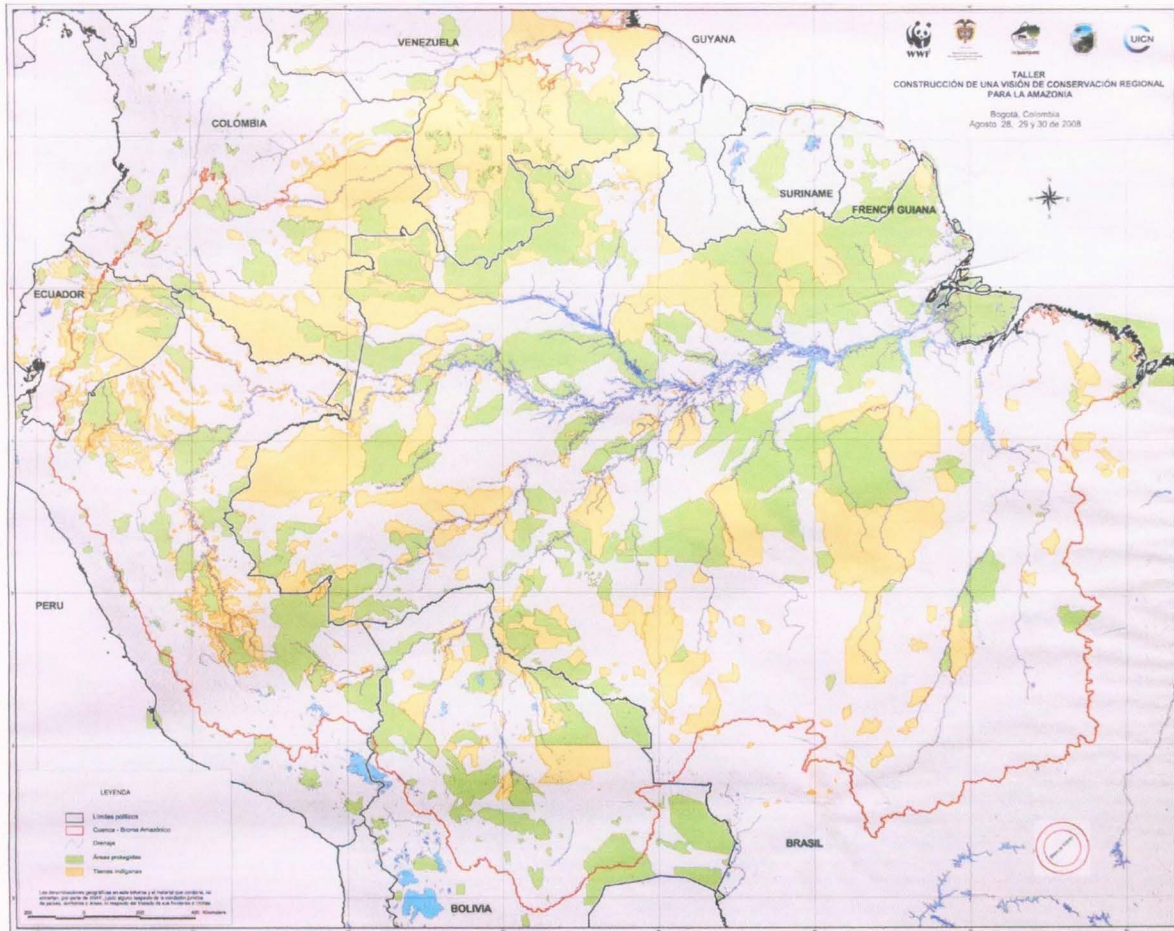 WWF
UICN
TALLER
CONSTRUCCIÓN DE UNA VISIÓN DE CONSERVACIÓN REGIONAL
PARA LA AMAZONIA
Bogotá, Colombia
Agosto 28, 29 y 30 de 2008
VENEZUELA
GUYANA
COLOMBIA
SURINAME
FRENCH GUIANA
ECUADOR
PERU
BRASIL
BOLIVIA
LEYENDA
Límites políticos
Cuenca - Bioma Amazónico
Drenaje
Áreas protegidas
Tierras indígenas
Kilometers